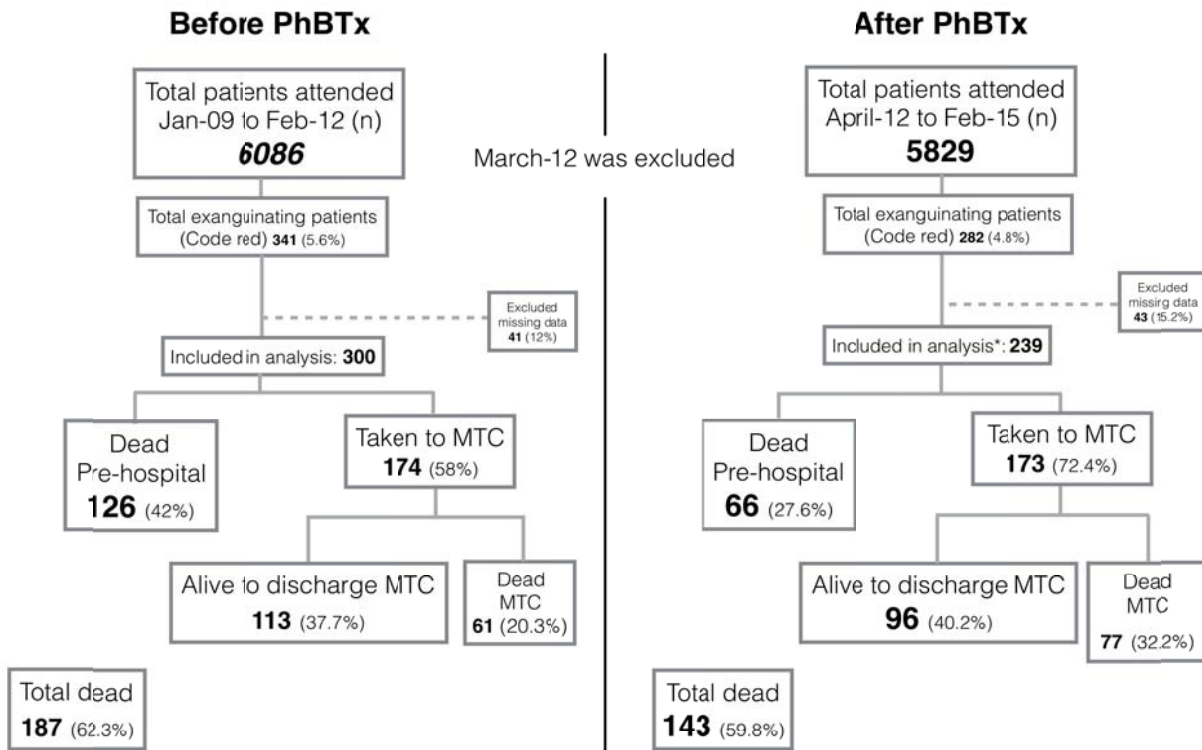 Before PhBTx
Total patients attended
Jan-09 to Feb-12 (n)
6086
Total exanguinating patients
(Code red) 341 (5.6%)
Excluded
missing data
41 (12%)
Included in analysis: 300
Dead
Pre-hospital
126 (42%)
Taken to MTC
174 (58%)
Alive to discharge MTC
113 (37.7%)
Dead
MTC
61 (20.3%)
Total dead
187 (62.3%)
March-12 was excluded
After PhBTx
Total patients attended
April-12 to Feb-15 (n)
5829
Total exanguinating patients
(Code red) 282 (4.8%)
Excluded
missing data
43 (15.2%)
Included in analysis*: 239
Dead
Pre-hospital
66 (27.6%)
Taken to MTC
173 (72.4%)
Alive to discharge MTC
96 (40.2%)
Dead
MTC
77 (32.2%)
Total dead
143 (59.8%)